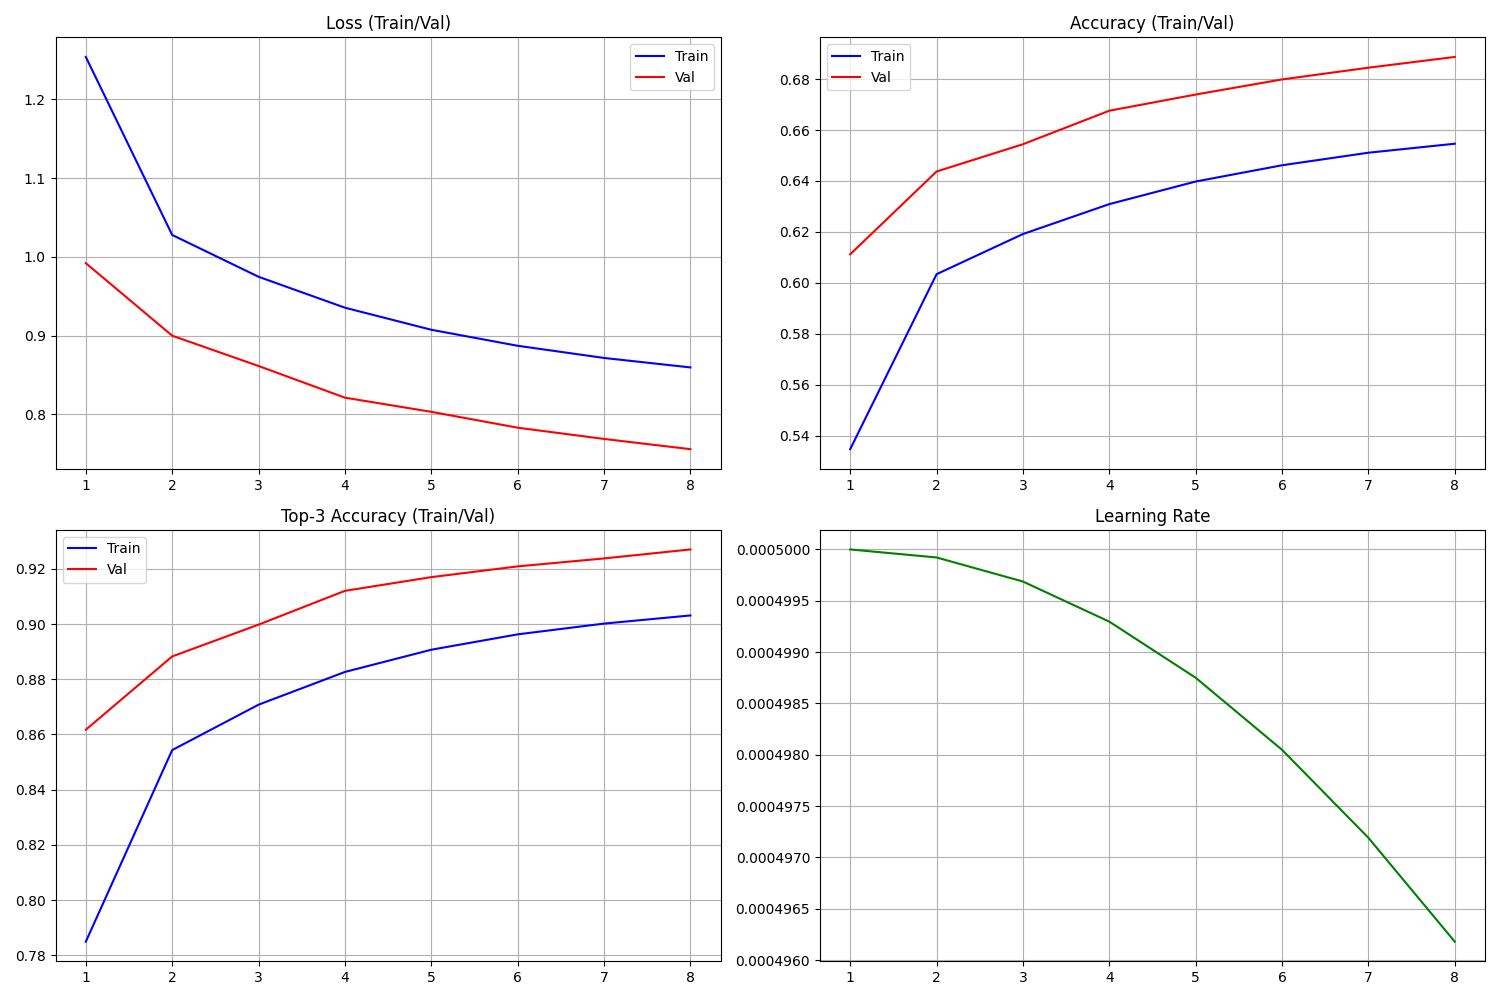 Loss (Train/Val)
Train
Val
1.2
1.1
1.0
0.9
0.8
1 2 3 4 5 6 7 8
Accuracy (Train/Val)
Train
Val
0.68
0.66
0.64
0.62
0.60
0.58
0.56
0.54
1 2 3 4 5 6 7 8
Top-3 Accuracy (Train/Val)
Train
Val
0.92
0.90
0.88
0.86
0.84
0.82
0.80
0.78
1 2 3 4 5 6 7 8
Learning Rate
0.0005000
0.0004995
0.0004990
0.0004985
0.0004980
0.0004975
0.0004970
0.0004965
0.0004960
1 2 3 4 5 6 7 8